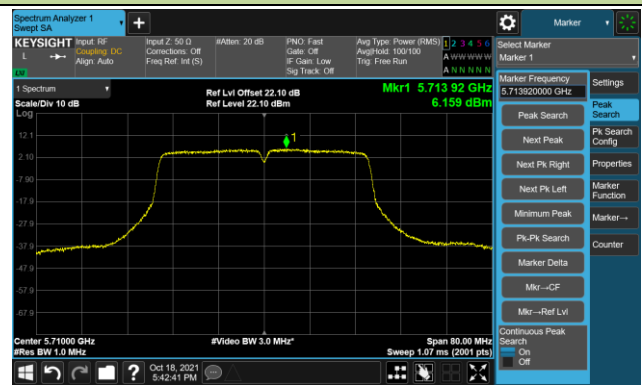 Spectrum Analyzer 1
Swept SA
+
Marker
KEYSIGHT
L
LV
Input: RF
Coupling: DC
Align: Auto
Input Z: 50 Ω
Corrections: Off
Freq Ref: Int (S)
#Atten: 20 dB
PNO: Fast
Gate: Off
IF Gain: Low
Sig Track: Off
Avg Type: Power (RMS)
Avg|Hold: 100/100
Trig: Free Run
1 2 3 4 5 6
A W W W W W
A N N N N N
Select Marker
Marker 1
1 Spectrum
Scale/Div 10 dB
Log
Ref Lvl Offset 22.10 dB
Ref Level 22.10 dBm
Mkr1 5.713 92 GHz
6.159 dBm
1
12.1
2.10
-7.90
-17.9
-27.9
-37.9
-47.9
-57.9
-67.9
Center 5.71000 GHz
#Res BW 1.0 MHz
#Video BW 3.0 MHz*
Span 80.00 MHz
Sweep 1.07 ms (2001 pts)
Marker Frequency
5.713920000 GHz
Peak Search
Next Peak
Next Pk Right
Next Pk Left
Minimum Peak
Pk-Pk Search
Marker Delta
Mkr→CF
Mkr→Ref Lvl
Continuous Peak
Search
On
Off
Settings
Peak
Search
Pk Search
Config
Properties
Marker
Function
Marker→
Counter
?
Oct 18, 2021
5:42:41 PM